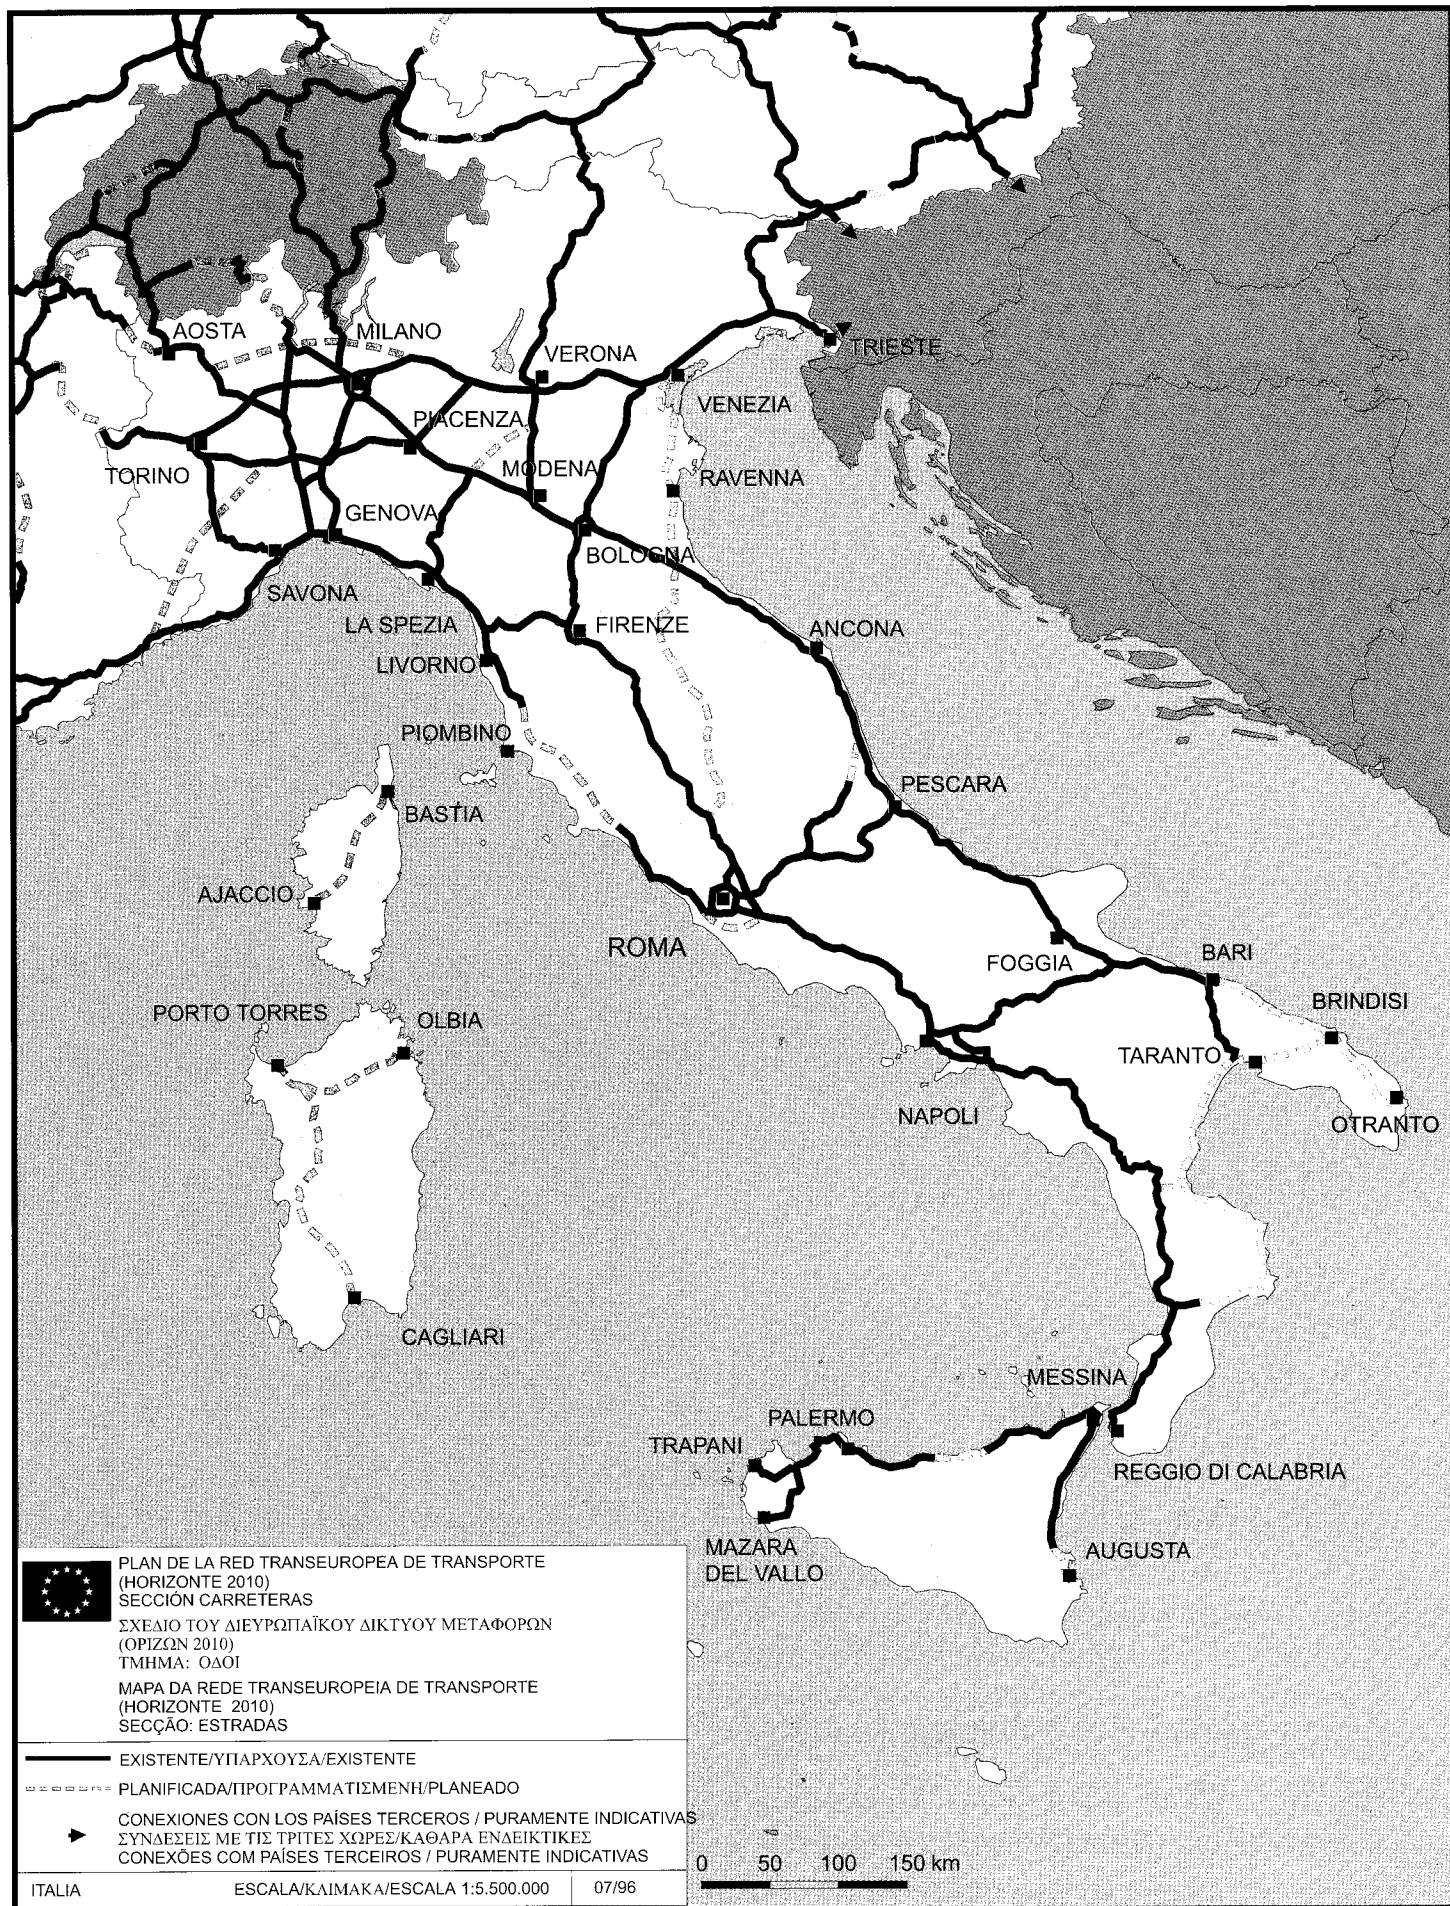 AOSTA
MILANO
VERONA
TRIESTE
VENEZIA
PIACENZA
TORINO
MODENA
RAVENNA
GENOVA
BOLOGNA
SAVONA
LA SPEZIA
FIRENZE
ANCONA
LIVORNO
PIOMBINO
PESCARA
BASTIA
AJACCIO
ROMA
FOGGIA
BARI
PORTO TORRES
OLBIA
BRINDISI
TARANTO
NAPOLI
OTRANTO
CAGLIARI
MESSINA
PALERMO
TRAPANI
REGGIO DI CALABRIA
MAZARA
DEL VALLO
AUGUSTA
PLAN DE LA RED TRANSEUROPEA DE TRANSPORTE
(HORIZONTE 2010)
SECCIÓN CARRETERAS
ΣΧΕΔΙΟ ΤΟΥ ΔΙΕΥΡΩΠΑΪΚΟΥ ΔΙΚΤΥΟΥ ΜΕΤΑΦΟΡΩΝ
(ΟΡΙΖΩΝ 2010)
ΤΜΗΜΑ: ΟΔΟΙ
MAPA DA REDE TRANSEUROPEIA DE TRANSPORTE
(HORIZONTE 2010)
SECÇÃO: ESTRADAS
EXISTENTE/ΥΠΑΡΧΟΥΣΑ/EXISTENTE
PLANIFICADA/ΠΡΟΓΡΑΜΜΑΤΙΣΜΕΝΗ/PLANEADO
CONEXIONES CON LOS PAÍSES TERCEROS / PURAMENTE INDICATIVAS
ΣΥΝΔΕΣΕΙΣ ΜΕ ΤΙΣ ΤΡΙΤΕΣ ΧΩΡΕΣ/ΚΑΘΑΡΑ ΕΝΔΕΙΚΤΙΚΕΣ
CONEXÕES COM PAÍSES TERCEIROS / PURAMENTE INDICATIVAS
0 50 100 150 km
ITALIA ESCALA/ΚΛΙΜΑΚΑ/ESCALA 1:5.500.000 07/96